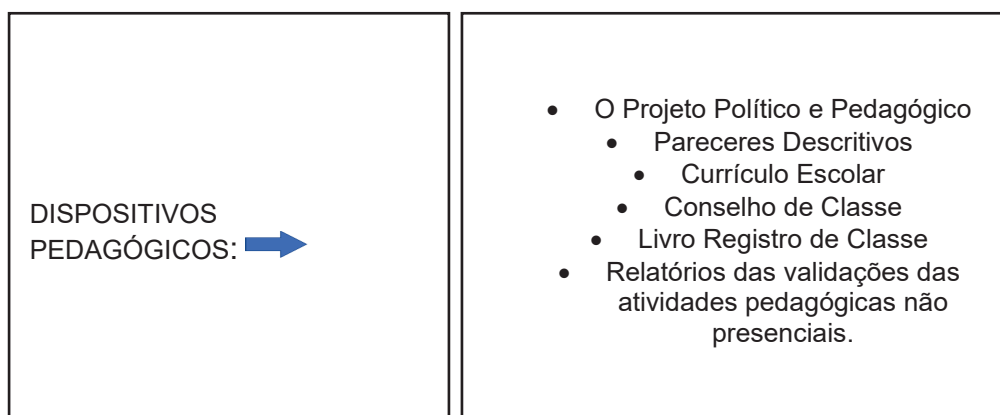 DISPOSITIVOS
PEDAGÓGICOS:
• O Projeto Político e Pedagógico
• Pareceres Descritivos
• Currículo Escolar
• Conselho de Classe
• Livro Registro de Classe
• Relatórios das validações das
atividades pedagógicas não
presenciais.